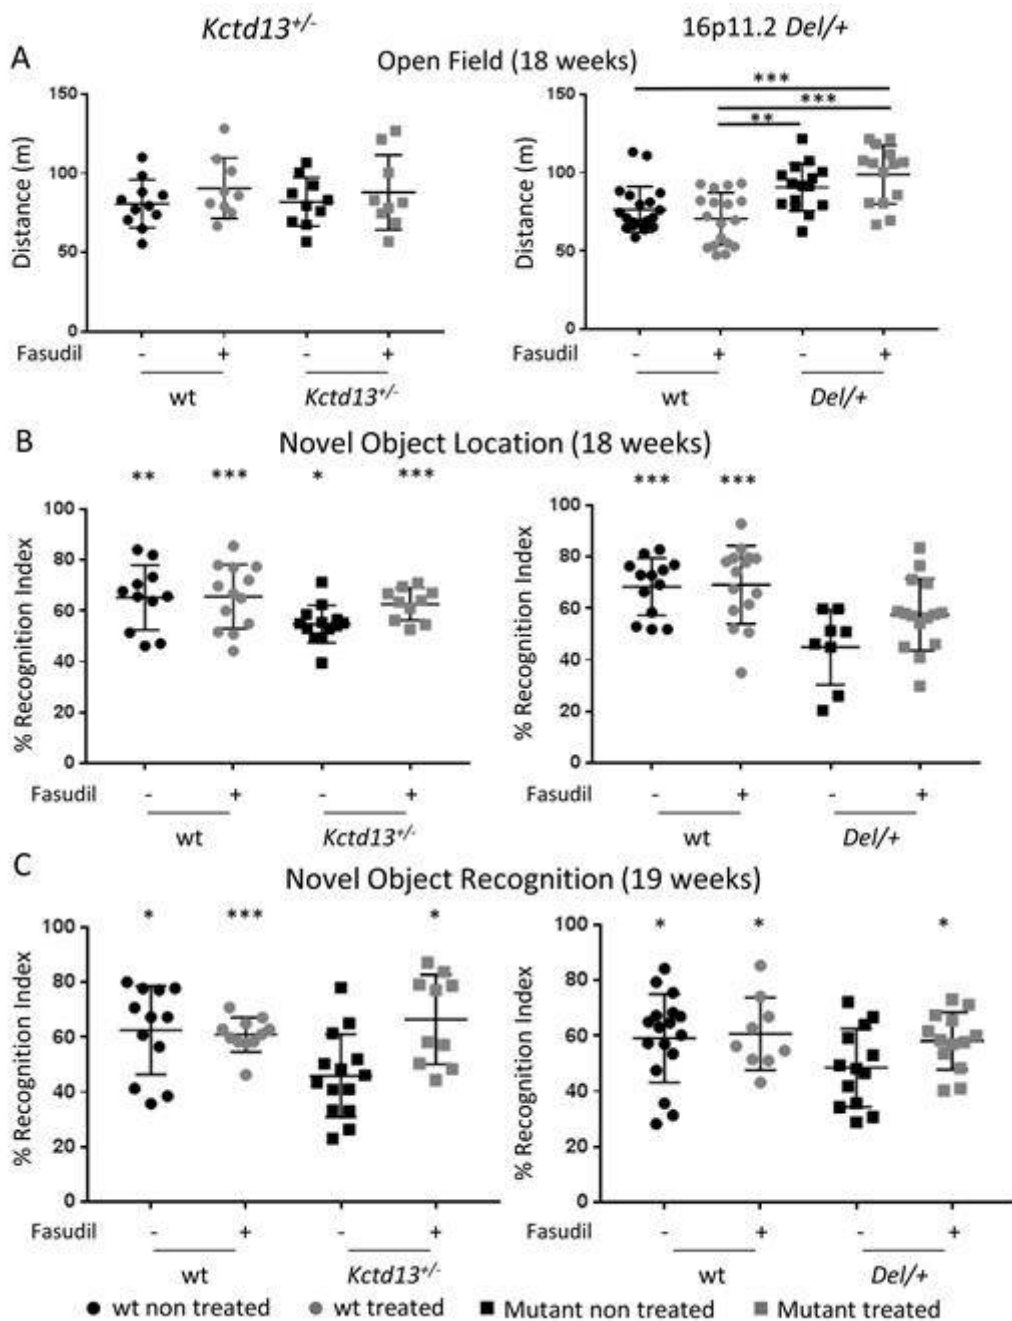 Kctd13+/- 16p11.2 Del/+
A Open Field (18 weeks)
*** *** **
150 100 50 0
Distance (m)
150 100 50 0
Distance (m)
Fasudil - + - +
wt Kctd13+/-
Fasudil - + - +
wt Del/+
B Novel Object Location (18 weeks)
** *** * ***
*** ***
100 80 60 40 20 0
% Recognition Index
100 80 60 40 20 0
% Recognition Index
Fasudil - + - +
wt Kctd13+/-
Fasudil - + - +
wt Del/+
C Novel Object Recognition (19 weeks)
* *** *
* * *
100 80 60 40 20 0
% Recognition Index
100 80 60 40 20 0
% Recognition Index
Fasudil - + - +
wt Kctd13+/-
Fasudil - + - +
wt Del/+
wt non treated wt treated Mutant non treated Mutant treated